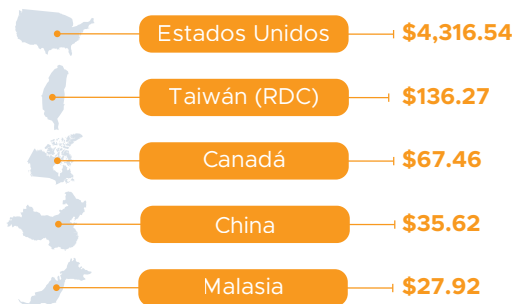 Estados Unidos $4,316.54
Taiwán (RDC) $136.27
Canadá $67.46
China $35.62
Malasia $27.92